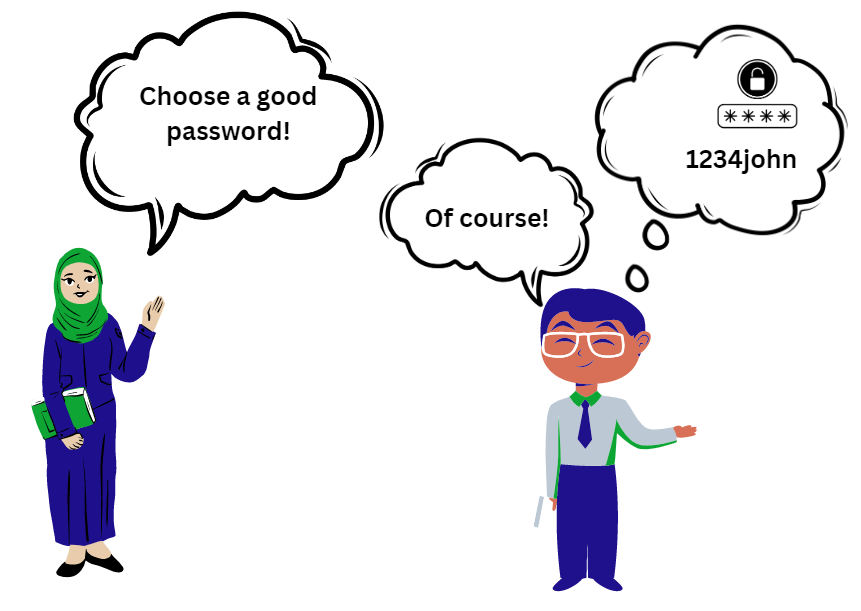 Choose a good
password!
Of course!
****
1234john